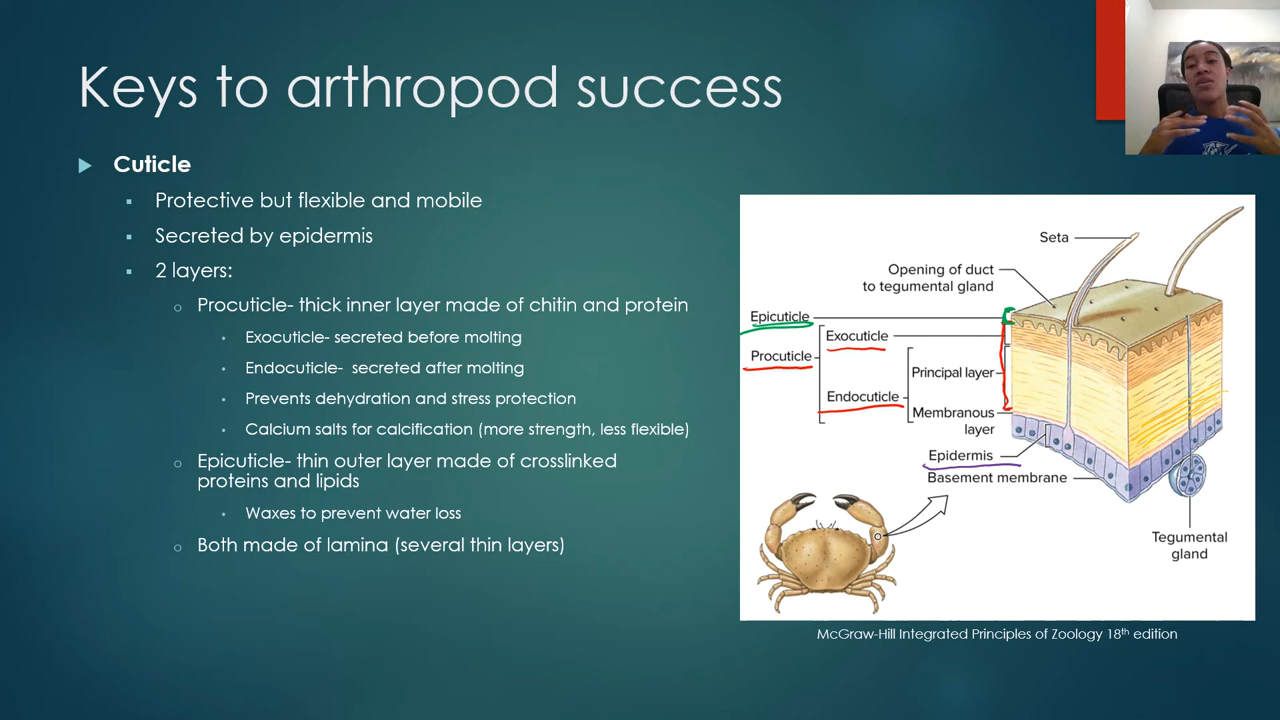 Keys to arthropod success
Cuticle
Protective but flexible and mobile
Secreted by epidermis
2 layers:
Procuticle- thick inner layer made of chitin and protein
Exocuticle- secreted before molting
Endocuticle- secreted after molting
Prevents dehydration and stress protection
Calcium salts for calcification (more strength, less flexible)
Epicuticle- thin outer layer made of crosslinked
proteins and lipids
Waxes to prevent water loss
Both made of lamina (several thin layers)
Seta
Opening of duct
to tegumental gland
Epicuticle
Exocuticle
Procuticle
Principal layer
Endocuticle
Membranous
layer
Epidermis
Basement membrane
Tegumental
gland
McGraw-Hill Integrated Principles of Zoology 18th edition